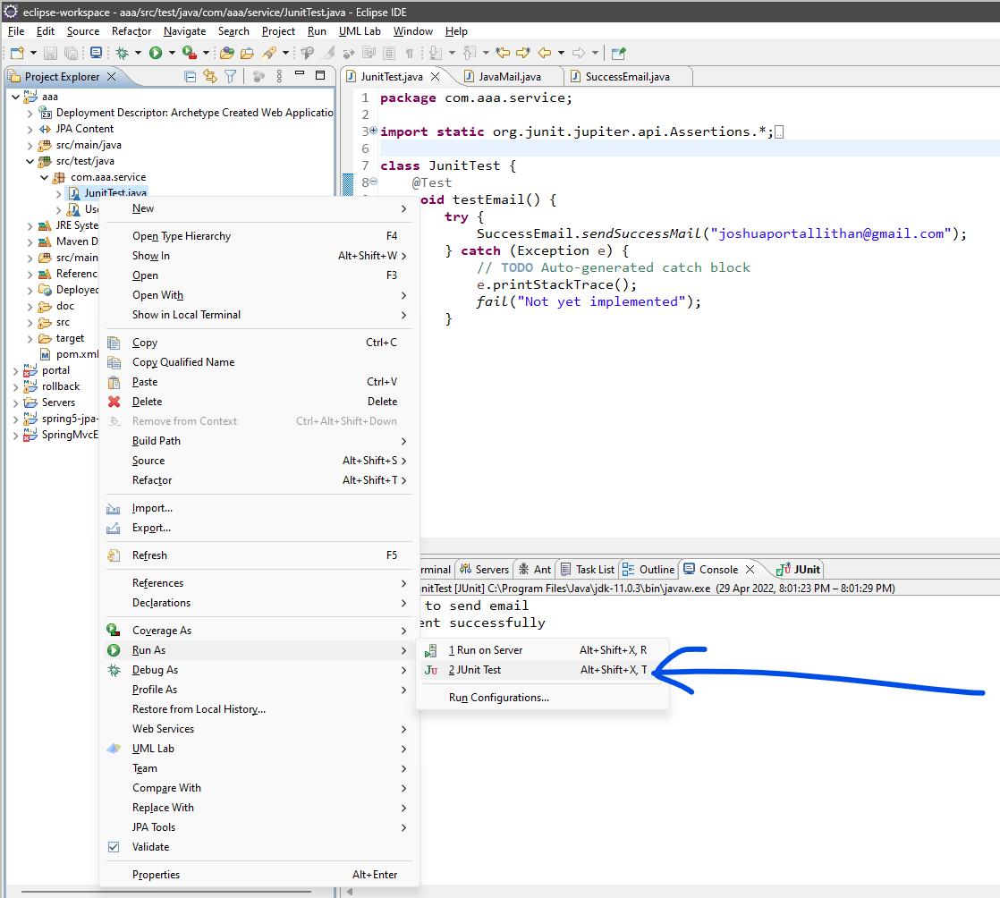 eclipse-workspace - aaa/src/test/java/com/aaa/service/JunitTest.java - Eclipse IDE
File Edit Source Refactor Navigate Search Project Run UML Lab Window Help
Project Explorer
JunitTest.java JavaMail.java SuccessEmail.java
aaa
Deployment Descriptor: Archetype Created Web Applicatio
JPA Content
src/main/java
src/test/java
com.aaa.service
JunitTest.java
Use
JRE Syste
Maven D
src/main
Referenc
Deployed
doc
src
target
pom.xml
portal
rollback
Servers
spring5-jpa-
SpringMvcE
1 package com.aaa.service;
2
3 import static org.junit.jupiter.api.Assertions.*;
6
7 class JunitTest {
8 @Test
oid testEmail() {
try {
SuccessEmail.sendSuccessMail("joshuaportallithan@gmail.com");
} catch (Exception e) {
// TODO Auto-generated catch block
e.printStackTrace();
fail("Not yet implemented");
}
New
Open Type Hierarchy F4
Show In Alt+Shift+W
Open F3
Open With
Show in Local Terminal
Copy Ctrl+C
Copy Qualified Name
Paste Ctrl+V
Delete Delete
Remove from Context Ctrl+Alt+Shift+Down
Build Path
Source Alt+Shift+S
Refactor Alt+Shift+T
Import...
Export...
Refresh F5
References
Declarations
Coverage As
Run As
Debug As
Profile As
Restore from Local History...
Web Services
UML Lab
Team
Compare With
Replace With
JPA Tools
Validate
Properties Alt+Enter
1 Run on Server Alt+Shift+X, R
2 JUnit Test Alt+Shift+X, T
Run Configurations...
rminal Servers Ant Task List Outline Console JUnit
nitTest [JUnit] C:\Program Files\Java\jdk-11.0.3\bin\javaw.exe (29 Apr 2022, 8:01:23 PM – 8:01:29 PM)
to send email
ent successfully